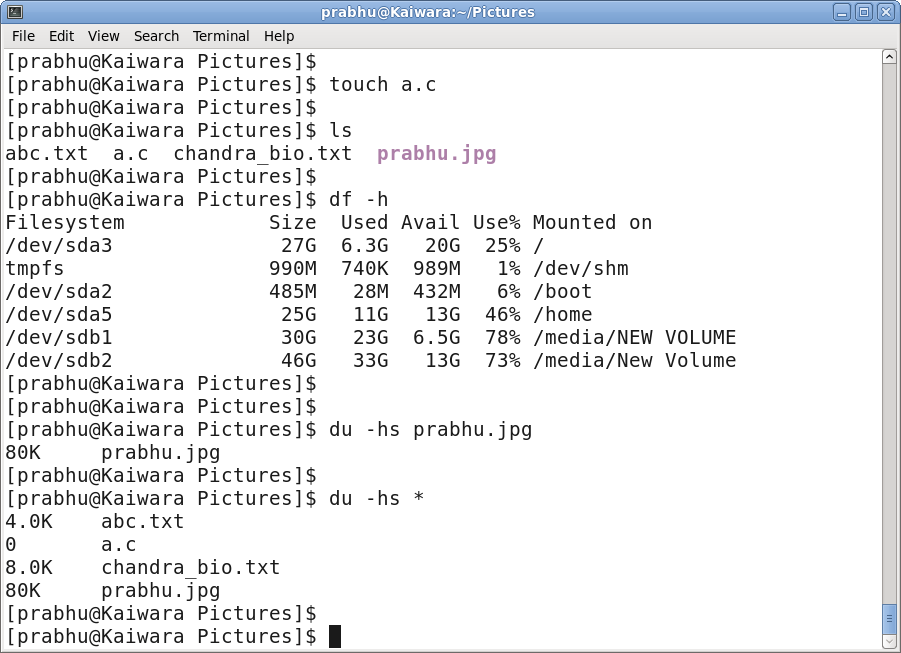 prabhu@Kaiwara:~/Pictures
File Edit View Search Terminal Help
[prabhu@Kaiwara Pictures]$
[prabhu@Kaiwara Pictures]$ touch a.c
[prabhu@Kaiwara Pictures]$
[prabhu@Kaiwara Pictures]$ ls
abc.txt  a.c  chandra_bio.txt  prabhu.jpg
[prabhu@Kaiwara Pictures]$
[prabhu@Kaiwara Pictures]$ df -h
Filesystem            Size  Used Avail Use% Mounted on
/dev/sda3              27G  6.3G   20G  25% /
tmpfs                 990M  740K  989M   1% /dev/shm
/dev/sda2             485M   28M  432M   6% /boot
/dev/sda5              25G   11G   13G  46% /home
/dev/sdb1              30G   23G  6.5G  78% /media/NEW VOLUME
/dev/sdb2              46G   33G   13G  73% /media/New Volume
[prabhu@Kaiwara Pictures]$
[prabhu@Kaiwara Pictures]$
[prabhu@Kaiwara Pictures]$ du -hs prabhu.jpg
80K     prabhu.jpg
[prabhu@Kaiwara Pictures]$
[prabhu@Kaiwara Pictures]$ du -hs *
4.0K    abc.txt
0       a.c
8.0K    chandra_bio.txt
80K     prabhu.jpg
[prabhu@Kaiwara Pictures]$
[prabhu@Kaiwara Pictures]$